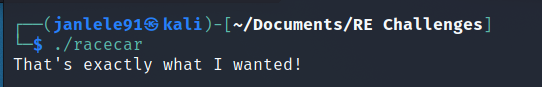 ┌──(janlele91㉿kali)-[~/Documents/RE Challenges]
└─$ ./racecar
That's exactly what I wanted!